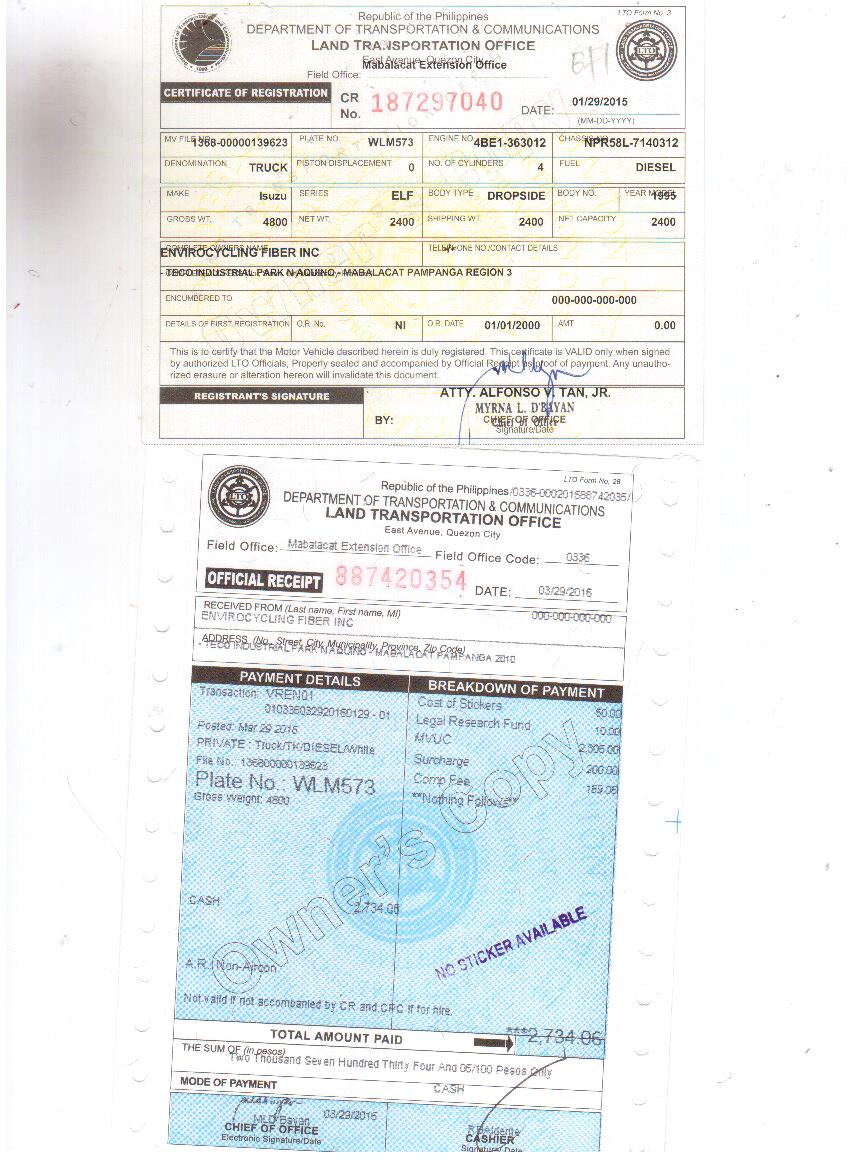 LTO Form No. 3
Republic of the Philippines
DEPARTMENT OF TRANSPORTATION & COMMUNICATIONS
LAND TRANSPORTATION OFFICE
East Avenue, Quezon City
Field Office: Mabalacat Extension Office
CERTIFICATE OF REGISTRATION
CR No. 187297040 DATE: 01/29/2015
(MM-DD-YYYY)
MV FILE NO. 1368-00000139623 PLATE NO. WLM573 ENGINE NO. 4BE1-363012 CHASSIS NO. NPR58L-7140312
DENOMINATION TRUCK PISTON DISPLACEMENT 0 NO. OF CYLINDERS 4 FUEL DIESEL
MAKE Isuzu SERIES ELF BODY TYPE DROPSIDE BODY NO. YEAR MODEL 1995
GROSS WT. 4800 NET WT. 2400 SHIPPING WT. 2400 NET CAPACITY 2400
COMPLETE OWNER'S NAME TELEPHONE NO./CONTACT DETAILS
ENVIROCYCLING FIBER INC
- TECO INDUSTRIAL PARK N AQUINO - MABALACAT PAMPANGA REGION 3
ENCUMBERED TO 000-000-000-000
DETAILS OF FIRST REGISTRATION O.R. No. NI O.R. DATE 01/01/2000 AMT 0.00
This is to certify that the Motor Vehicle described herein is duly registered. This certificate is VALID only when signed
by authorized LTO Officials, Properly sealed and accompanied by Official Receipt as proof of payment. Any unautho-
rized erasure or alteration hereon will invalidate this document.
REGISTRANT'S SIGNATURE
ATTY. ALFONSO V. TAN, JR.
MYRNA L. D'BAYAN
BY: CHIEF OF OFFICE
Chief of Office
Signature/Date
LTO Form No. 28
Republic of the Philippines /0336-000201588742035/
DEPARTMENT OF TRANSPORTATION & COMMUNICATIONS
LAND TRANSPORTATION OFFICE
East Avenue, Quezon City
Field Office: Mabalacat Extension Office Field Office Code: 0336
OFFICIAL RECEIPT 887420354 DATE: 03/29/2016
RECEIVED FROM (Last name, First name, MI) 000-000-000-000
ENVIROCYCLING FIBER INC
ADDRESS (No., Street, City, Municipality, Province, Zip Code)
- TECO INDUSTRIAL PARK N AQUINO - MABALACAT PAMPANGA 2010
PAYMENT DETAILS BREAKDOWN OF PAYMENT
Transaction: VREN01 Cost of Stickers 50.00
010336032920160129 - 01 Legal Research Fund 10.00
Posted: Mar 29 2016 MVUC
PRIVATE : Truck/TK/DIESEL/White Surcharge 200.00
File No.: 136800000139623 Comp Fee
Plate No.: WLM573 **Nothing Follows**
Gross Weight: 4800
Owner's Copy
CASH 2,734.06
NO STICKER AVAILABLE
A.R.: Non-Aircon
Not valid if not accompanied by CR and CPC if for hire.
TOTAL AMOUNT PAID ***2,734.06
THE SUM OF (in pesos)
Two Thousand Seven Hundred Thirty Four And 06/100 Pesos Only
MODE OF PAYMENT CASH
03/29/2016
CHIEF OF OFFICE CASHIER
Electronic Signature/Date Signature/Date